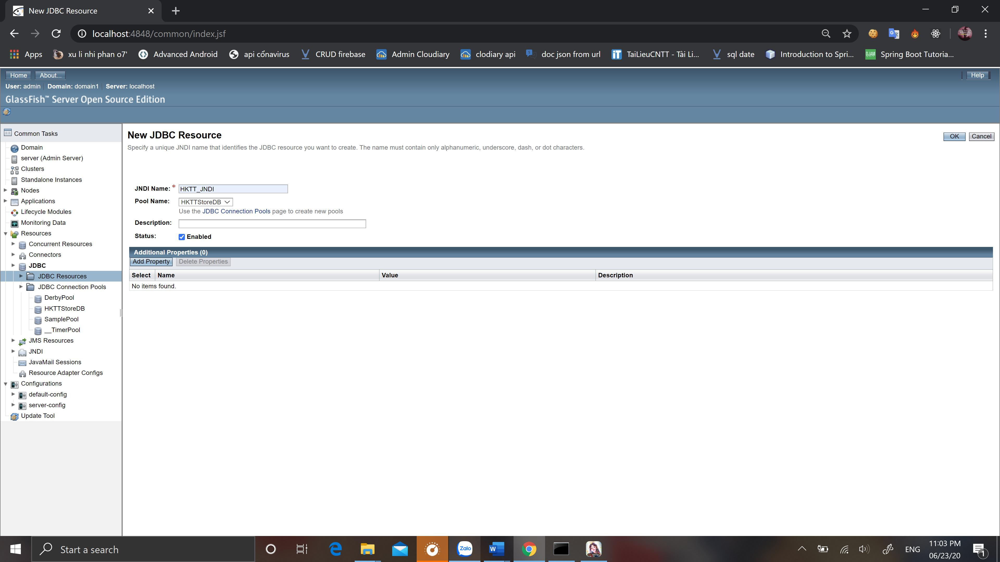 New JDBC Resource
localhost:4848/common/index.jsf
Apps xu li nhi phan o7' Advanced Android api cổnavirus CRUD firebase Admin Cloudiary clodiary api doc json from url TaiLieuCNTT - Tài Li... sql date Introduction to Spri... Spring Boot Tutoria...
Home About... Help
User: admin Domain: domain1 Server: localhost
GlassFish™ Server Open Source Edition
Common Tasks
Domain
server (Admin Server)
Clusters
Standalone Instances
Nodes
Applications
Lifecycle Modules
Monitoring Data
Resources
Concurrent Resources
Connectors
JDBC
JDBC Resources
JDBC Connection Pools
DerbyPool
HKTTStoreDB
SamplePool
__TimerPool
JMS Resources
JNDI
JavaMail Sessions
Resource Adapter Configs
Configurations
default-config
server-config
Update Tool
New JDBC Resource
OK Cancel
Specify a unique JNDI name that identifies the JDBC resource you want to create. The name must contain only alphanumeric, underscore, dash, or dot characters.
JNDI Name: * HKTT_JNDI
Pool Name: HKTTStoreDB
Use the JDBC Connection Pools page to create new pools
Description:
Status: Enabled
Additional Properties (0)
Add Property Delete Properties
Select Name Value Description
No items found.
Start a search
Zalo
W
ENG
11:03 PM
06/23/20
1